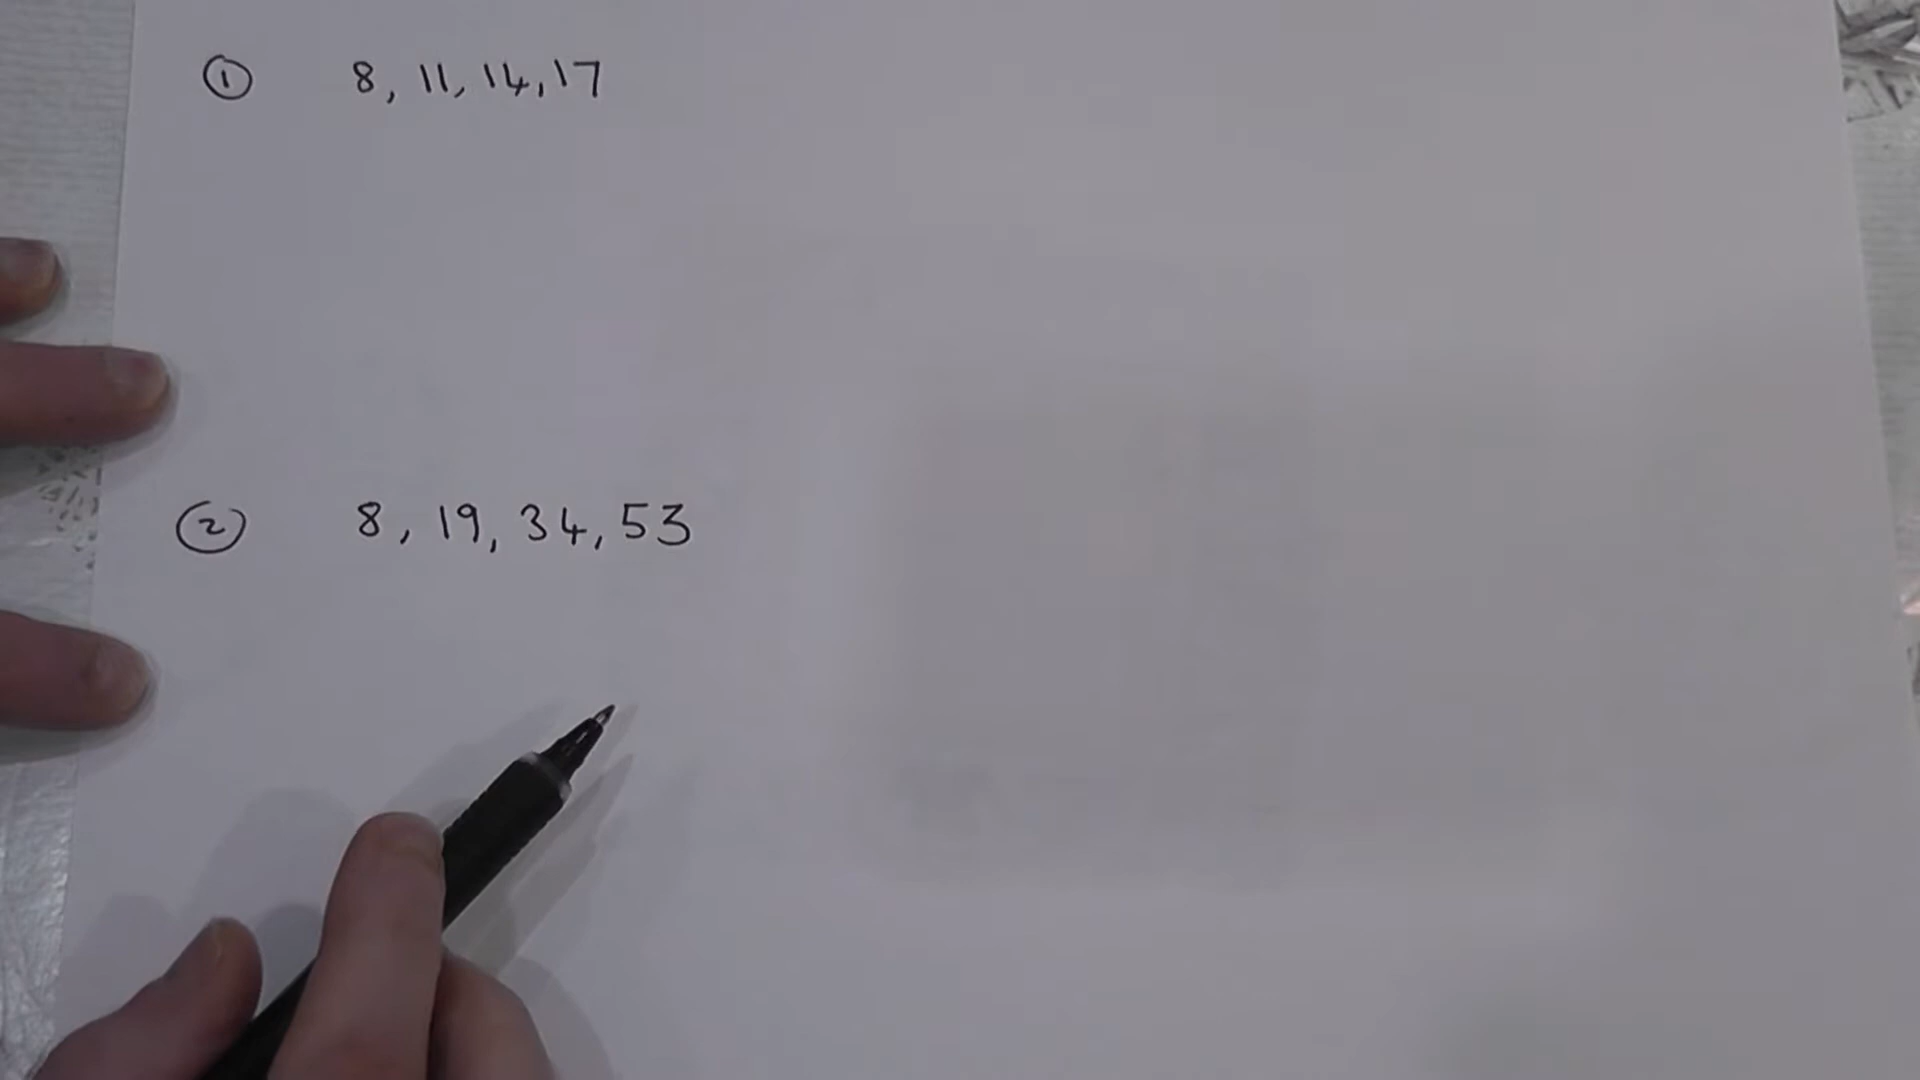 ① 8, 11, 14, 17
② 8, 19, 34, 53